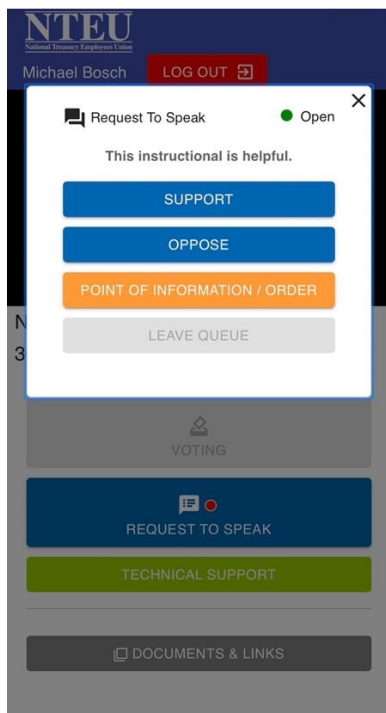 NTEU
National Treasury Employees Union
Michael Bosch
LOG OUT
Request To Speak
Open
This instructional is helpful.
SUPPORT
OPPOSE
POINT OF INFORMATION / ORDER
LEAVE QUEUE
N
3
VOTING
REQUEST TO SPEAK
TECHNICAL SUPPORT
DOCUMENTS & LINKS